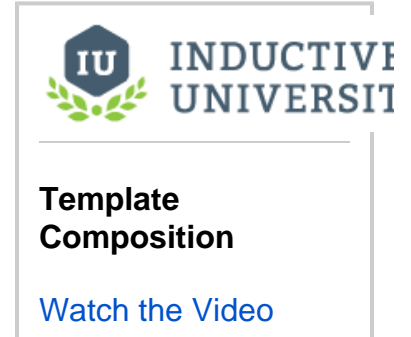 IU
INDUCTIVE
UNIVERSIT
Template
Composition
Watch the Video